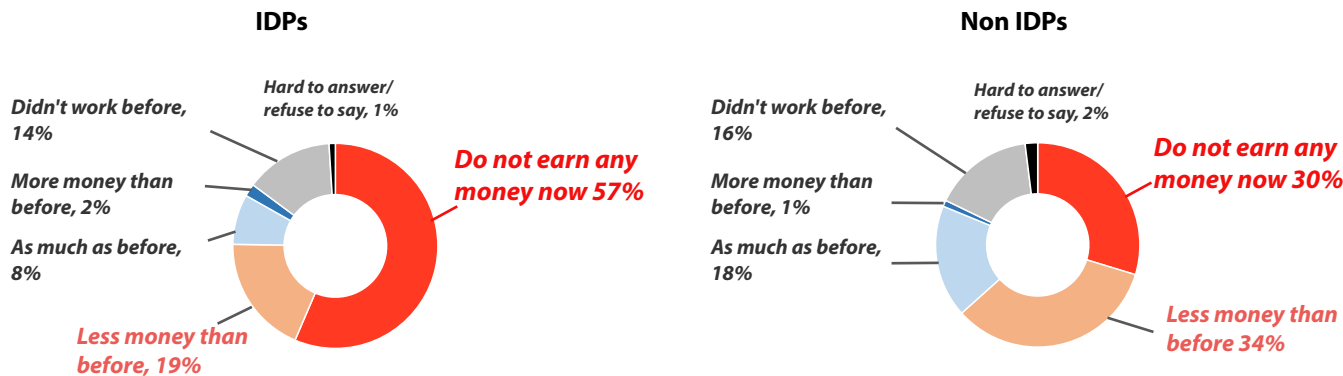 IDPs
Hard to answer/
refuse to say, 1%
Didn't work before,
14%
More money than
before, 2%
As much as before,
8%
Less money than
before, 19%
Do not earn any
money now 57%
Non IDPs
Hard to answer/
refuse to say, 2%
Didn't work before,
16%
More money than
before, 1%
As much as before,
18%
Do not earn any
money now 30%
Less money than
before 34%